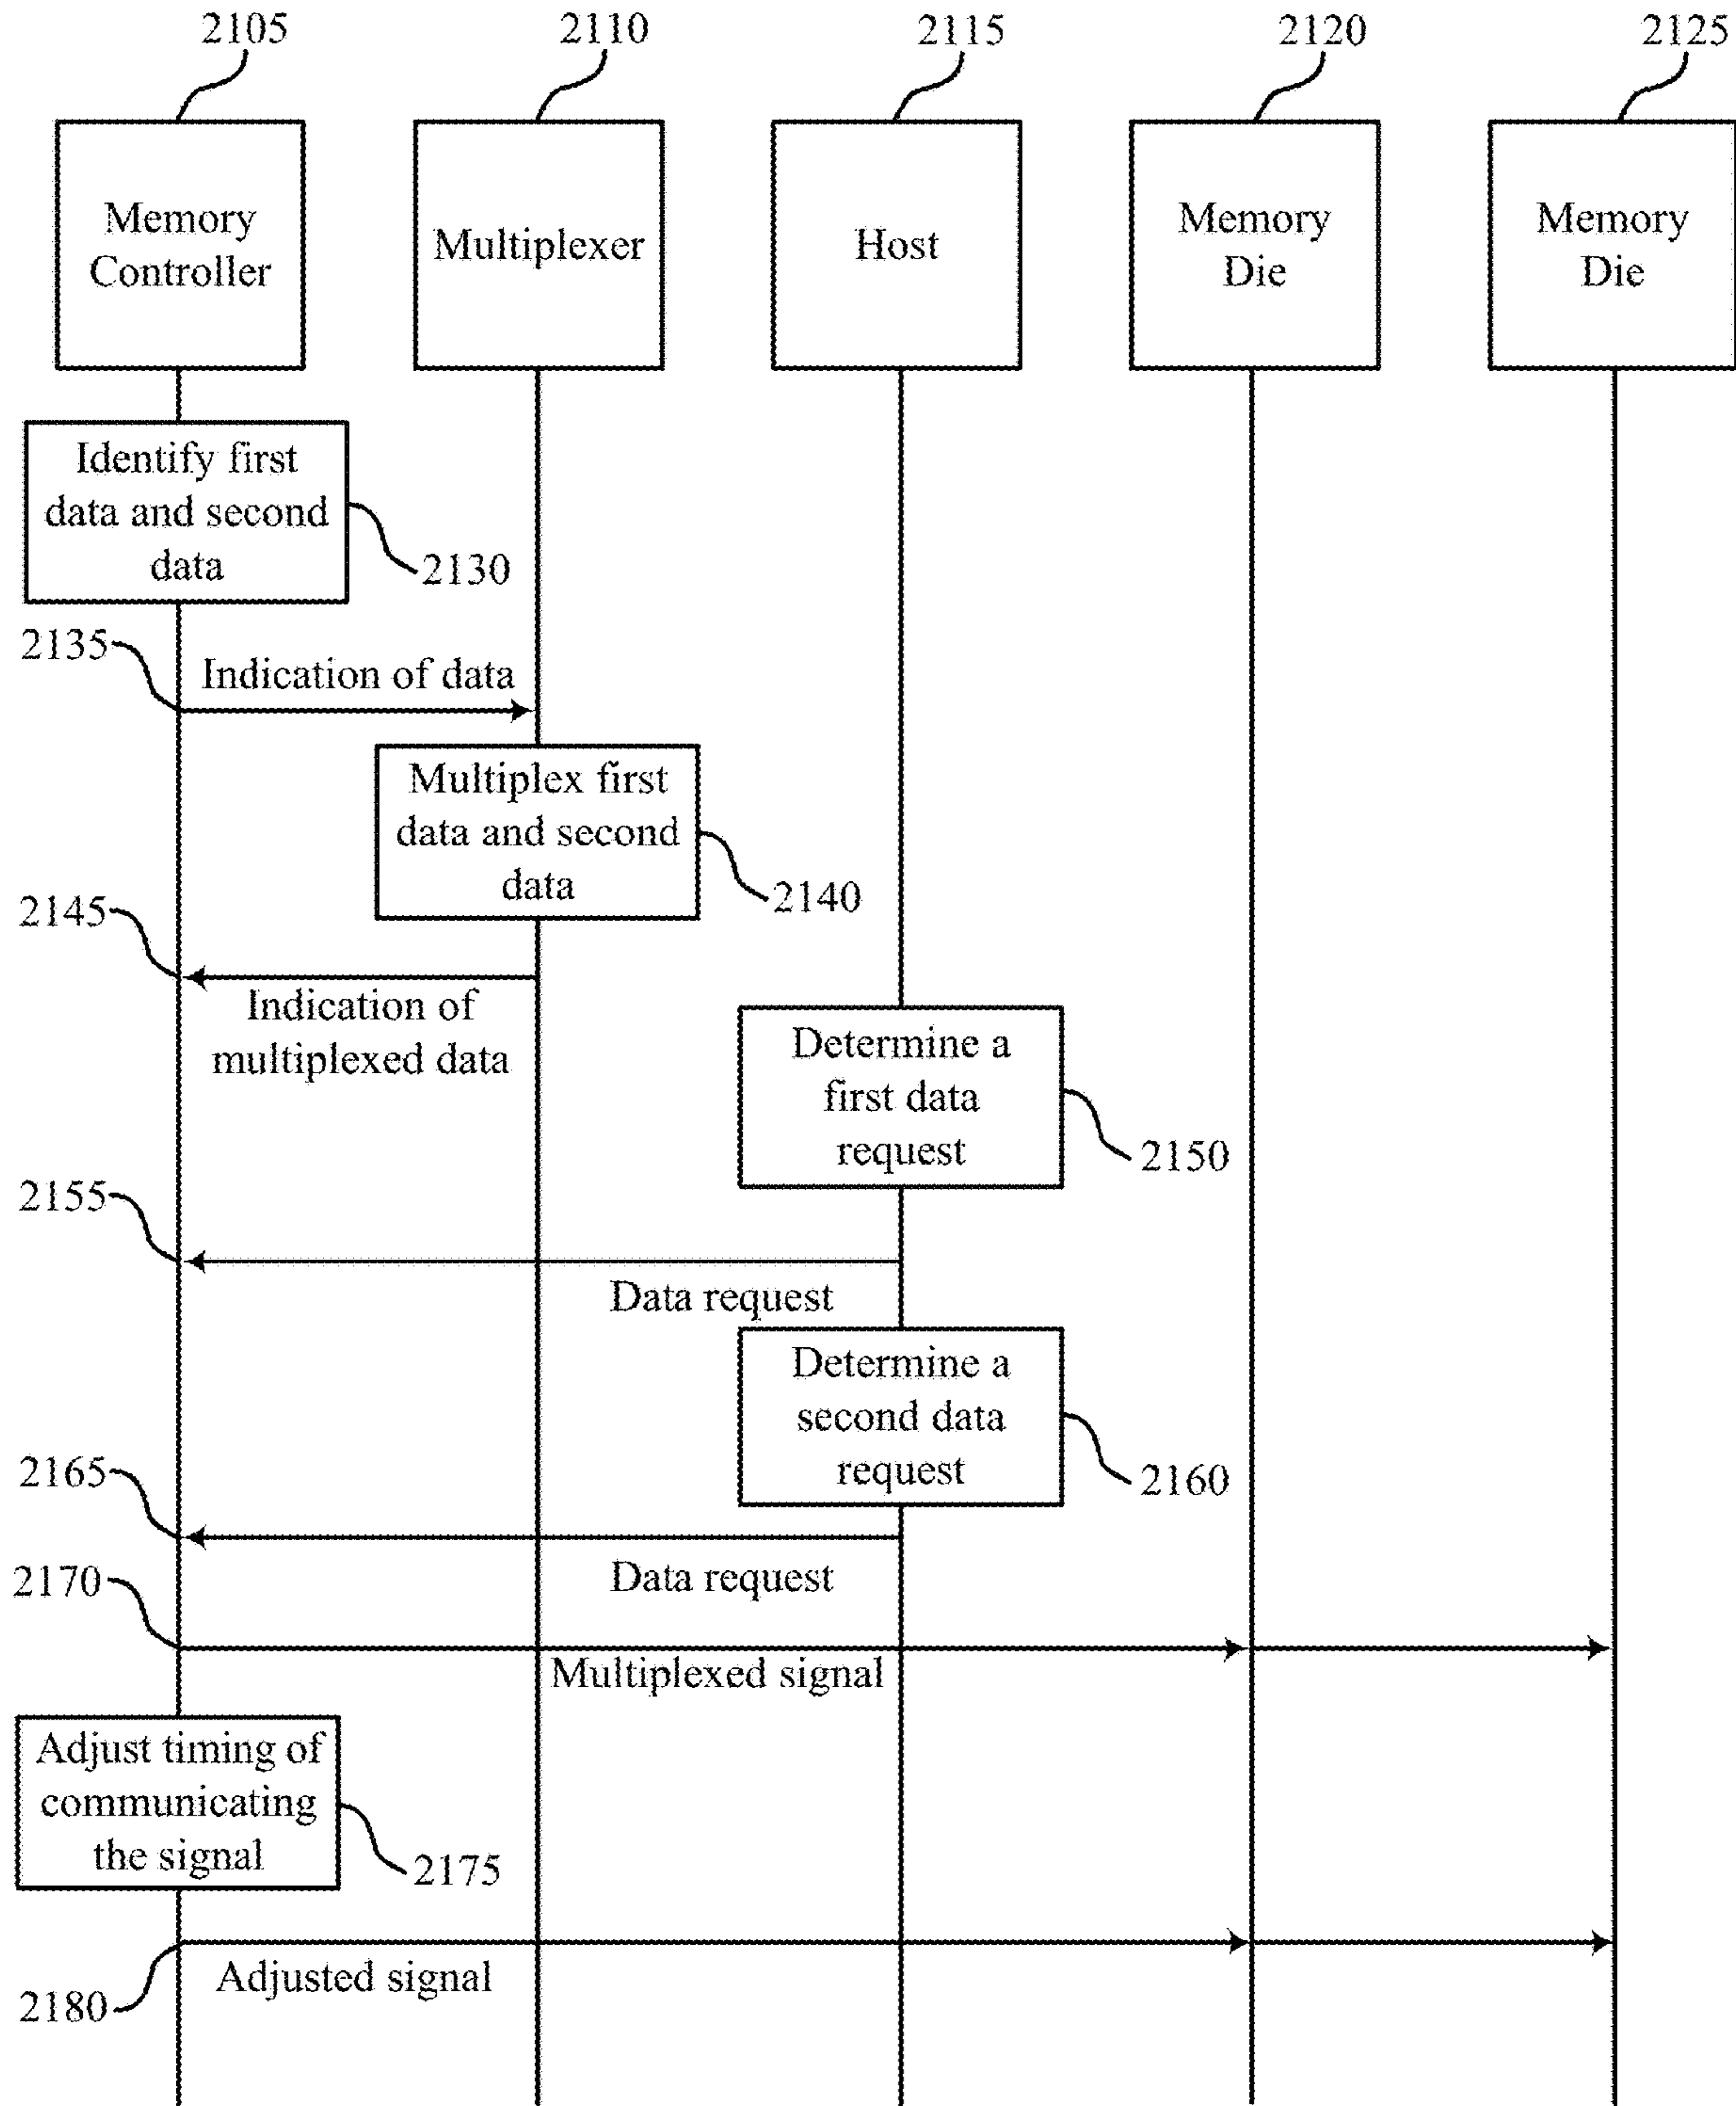 2105
2110
2115
2120
2125
Memory
Controller
Multiplexer
Host
Memory
Die
Memory
Die
Identify first
data and second
data
2130
2135
Indication of data
Multiplex first
data and second
data
2140
2145
Indication of
multiplexed data
Determine a
first data
request
2150
2155
Data request
Determine a
second data
request
2160
2165
Data request
2170
Multiplexed signal
Adjust timing of
communicating
the signal
2175
Adjusted signal
2180